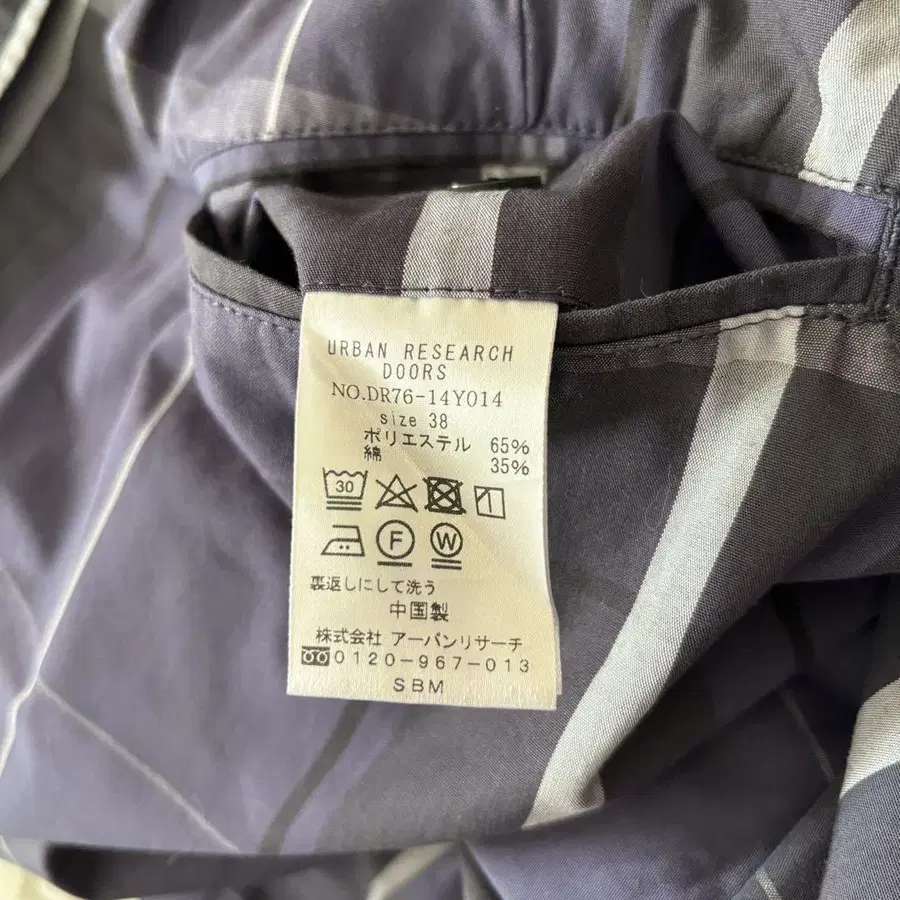 URBAN RESEARCH
DOORS
NO.DR76-14Y014
size 38
ポリエステル 65%
綿 35%
30
F W
裏返しにして洗う
中国製
株式会社 アーバンリサーチ
0120-967-013
SBM